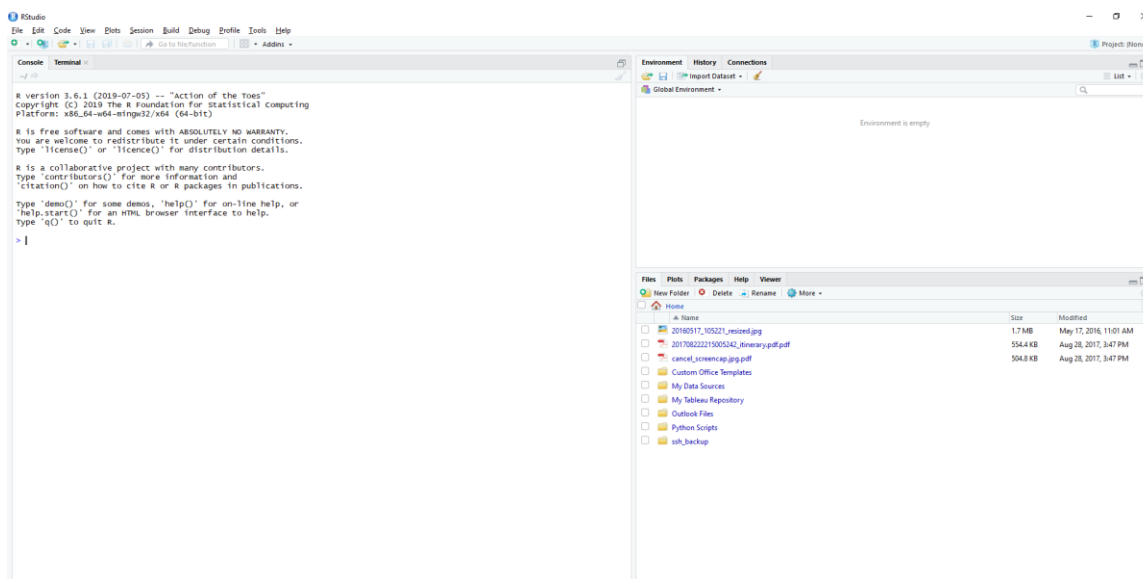 RStudio
File Edit Code View Plots Session Build Debug Profile Tools Help
Go to file/function Addins
Project: (Non
Console Terminal
~/
R version 3.6.1 (2019-07-05) -- "Action of the Toes"
Copyright (C) 2019 The R Foundation for Statistical Computing
Platform: x86_64-w64-mingw32/x64 (64-bit)
R is free software and comes with ABSOLUTELY NO WARRANTY.
You are welcome to redistribute it under certain conditions.
Type 'license()' or 'licence()' for distribution details.
R is a collaborative project with many contributors.
Type 'contributors()' for more information and
'citation()' on how to cite R or R packages in publications.
Type 'demo()' for some demos, 'help()' for on-line help, or
'help.start()' for an HTML browser interface to help.
Type 'q()' to quit R.
>
Environment History Connections
Import Dataset List
Global Environment
Environment is empty
Files Plots Packages Help Viewer
New Folder Delete Rename More
Home
Name Size Modified
20160517_105221_resized.jpg 1.7 MB May 17, 2016, 11:01 AM
201708222215005242_itinerary.pdf.pdf 554.4 KB Aug 28, 2017, 3:47 PM
cancel_screencap.jpg.pdf 504.8 KB Aug 28, 2017, 3:47 PM
Custom Office Templates
My Data Sources
My Tableau Repository
Outlook Files
Python Scripts
ssh_backup